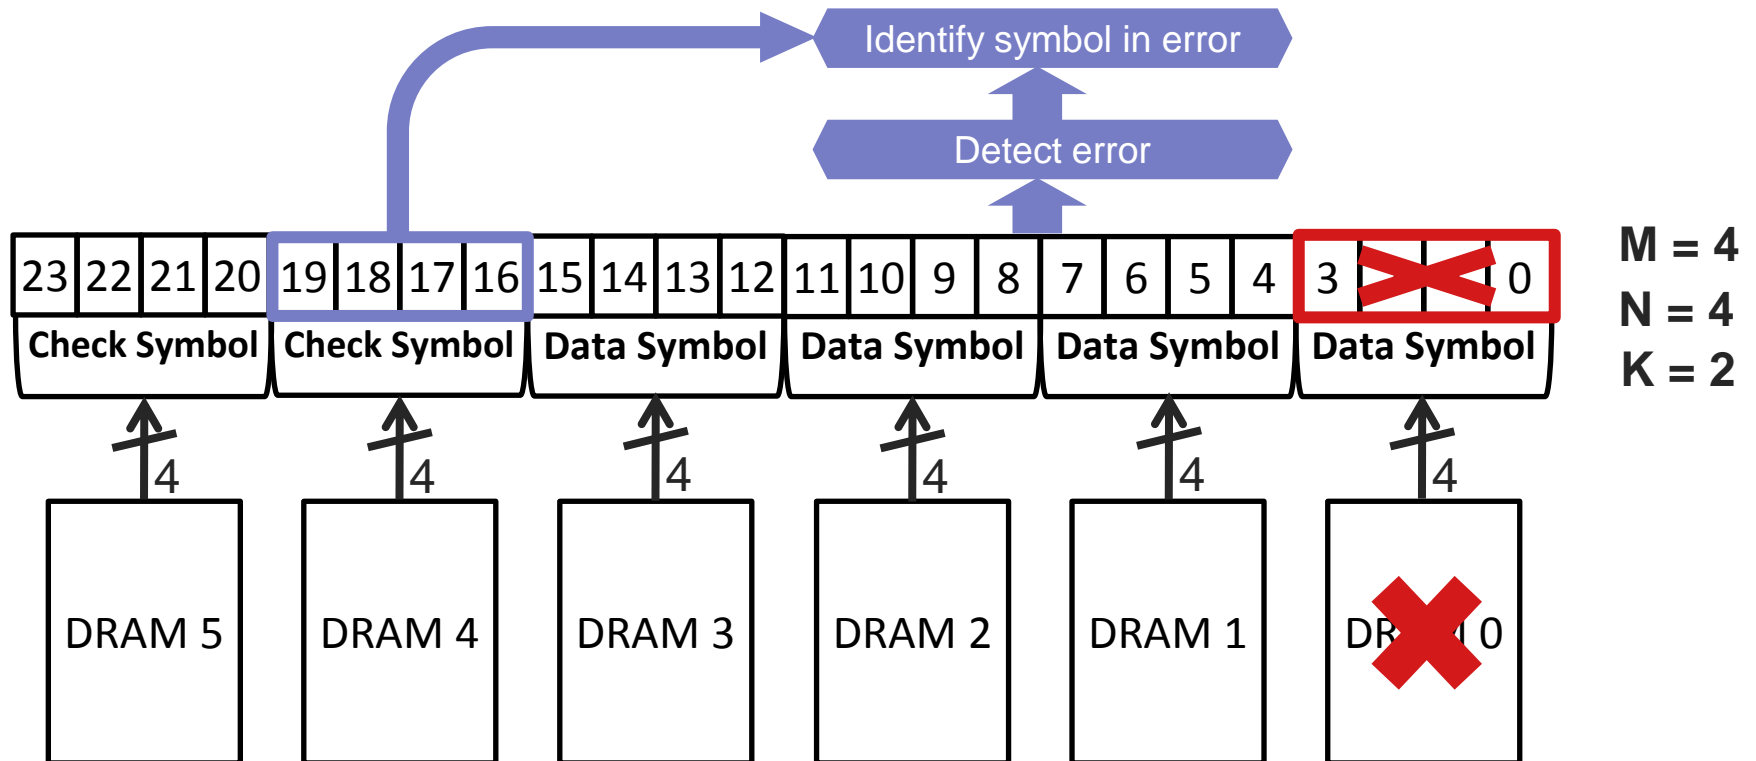 Identify symbol in error
Detect error
23 22 21 20 19 18 17 16 15 14 13 12 11 10 9 8 7 6 5 4 3 0
Check Symbol Check Symbol Data Symbol Data Symbol Data Symbol Data Symbol
M = 4
N = 4
K = 2
4 4 4 4 4 4
DRAM 5 DRAM 4 DRAM 3 DRAM 2 DRAM 1 DRAM 0